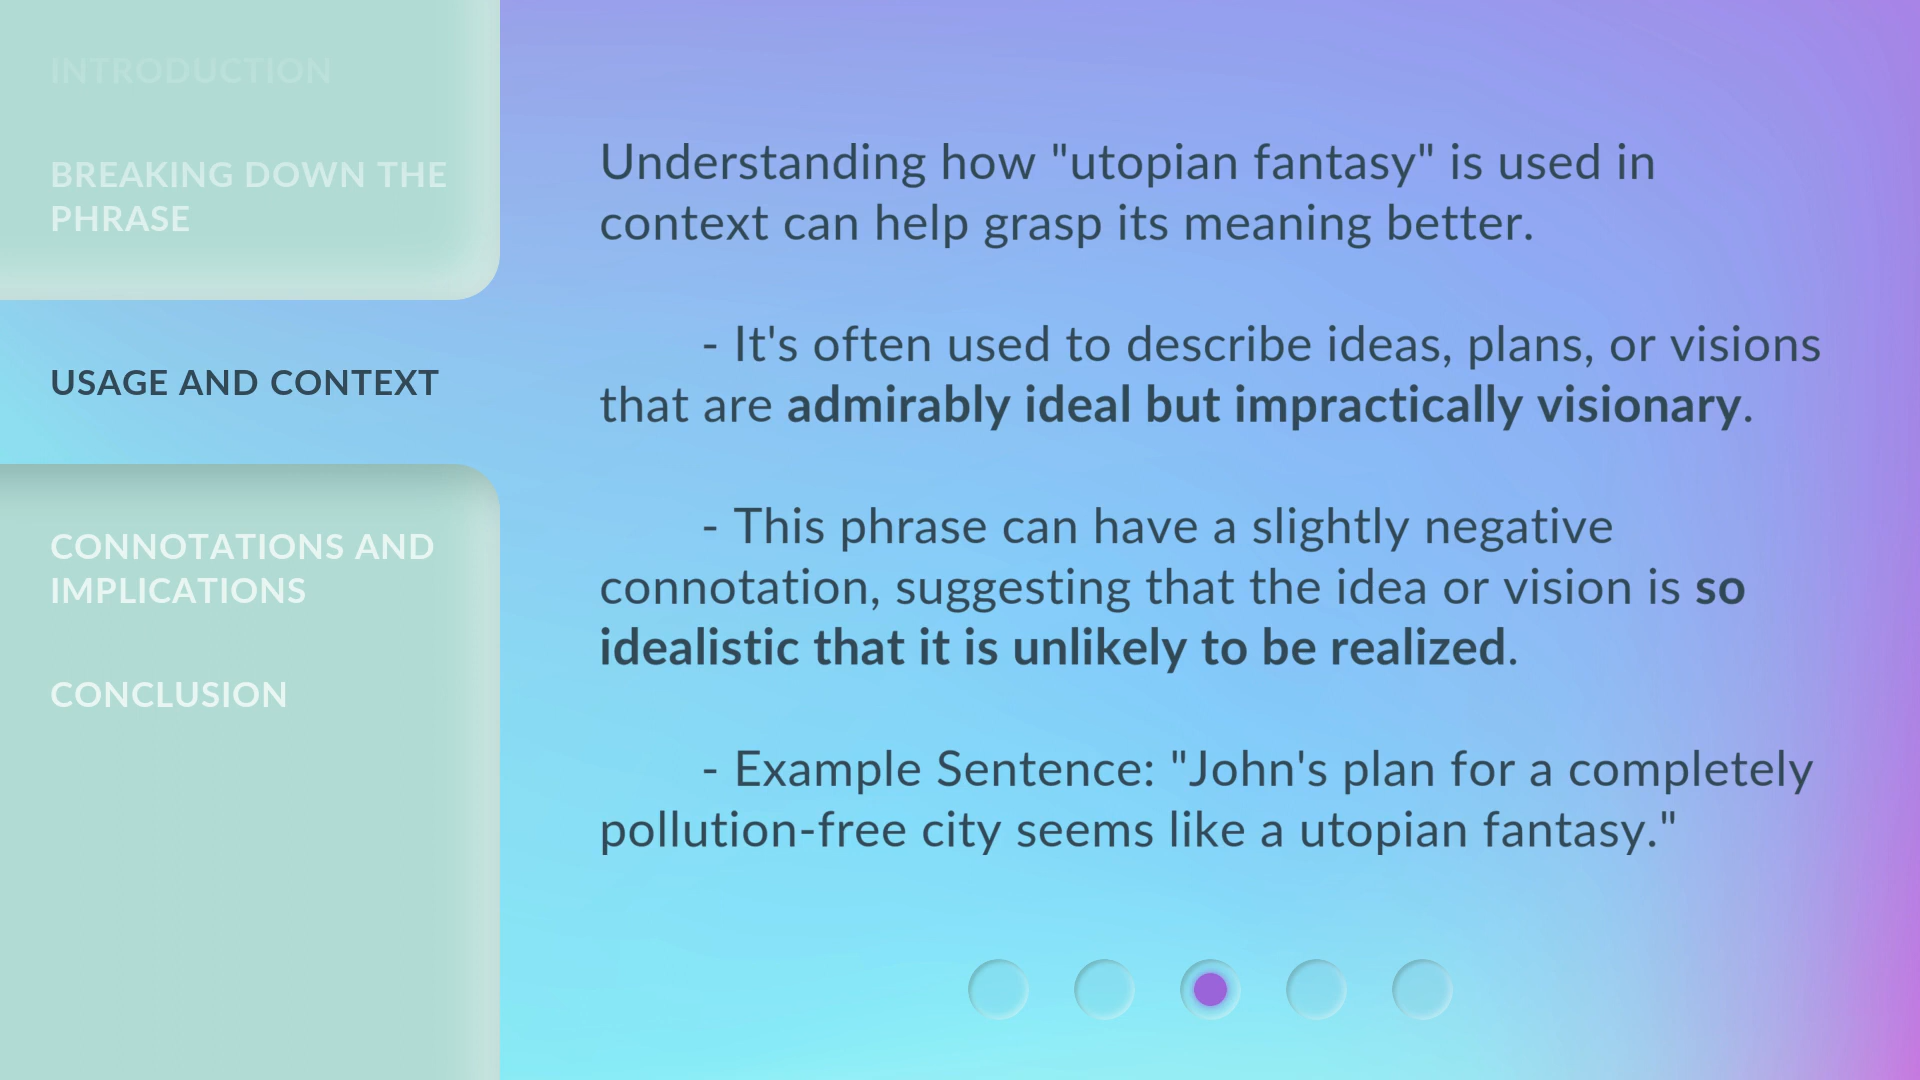 INTRODUCTION
BREAKING DOWN THE
PHRASE
USAGE AND CONTEXT
CONNOTATIONS AND
IMPLICATIONS
CONCLUSION
Understanding how "utopian fantasy" is used in
context can help grasp its meaning better.
- It's often used to describe ideas, plans, or visions
that are admirably ideal but impractically visionary.
- This phrase can have a slightly negative
connotation, suggesting that the idea or vision is so
idealistic that it is unlikely to be realized.
- Example Sentence: "John's plan for a completely
pollution-free city seems like a utopian fantasy."